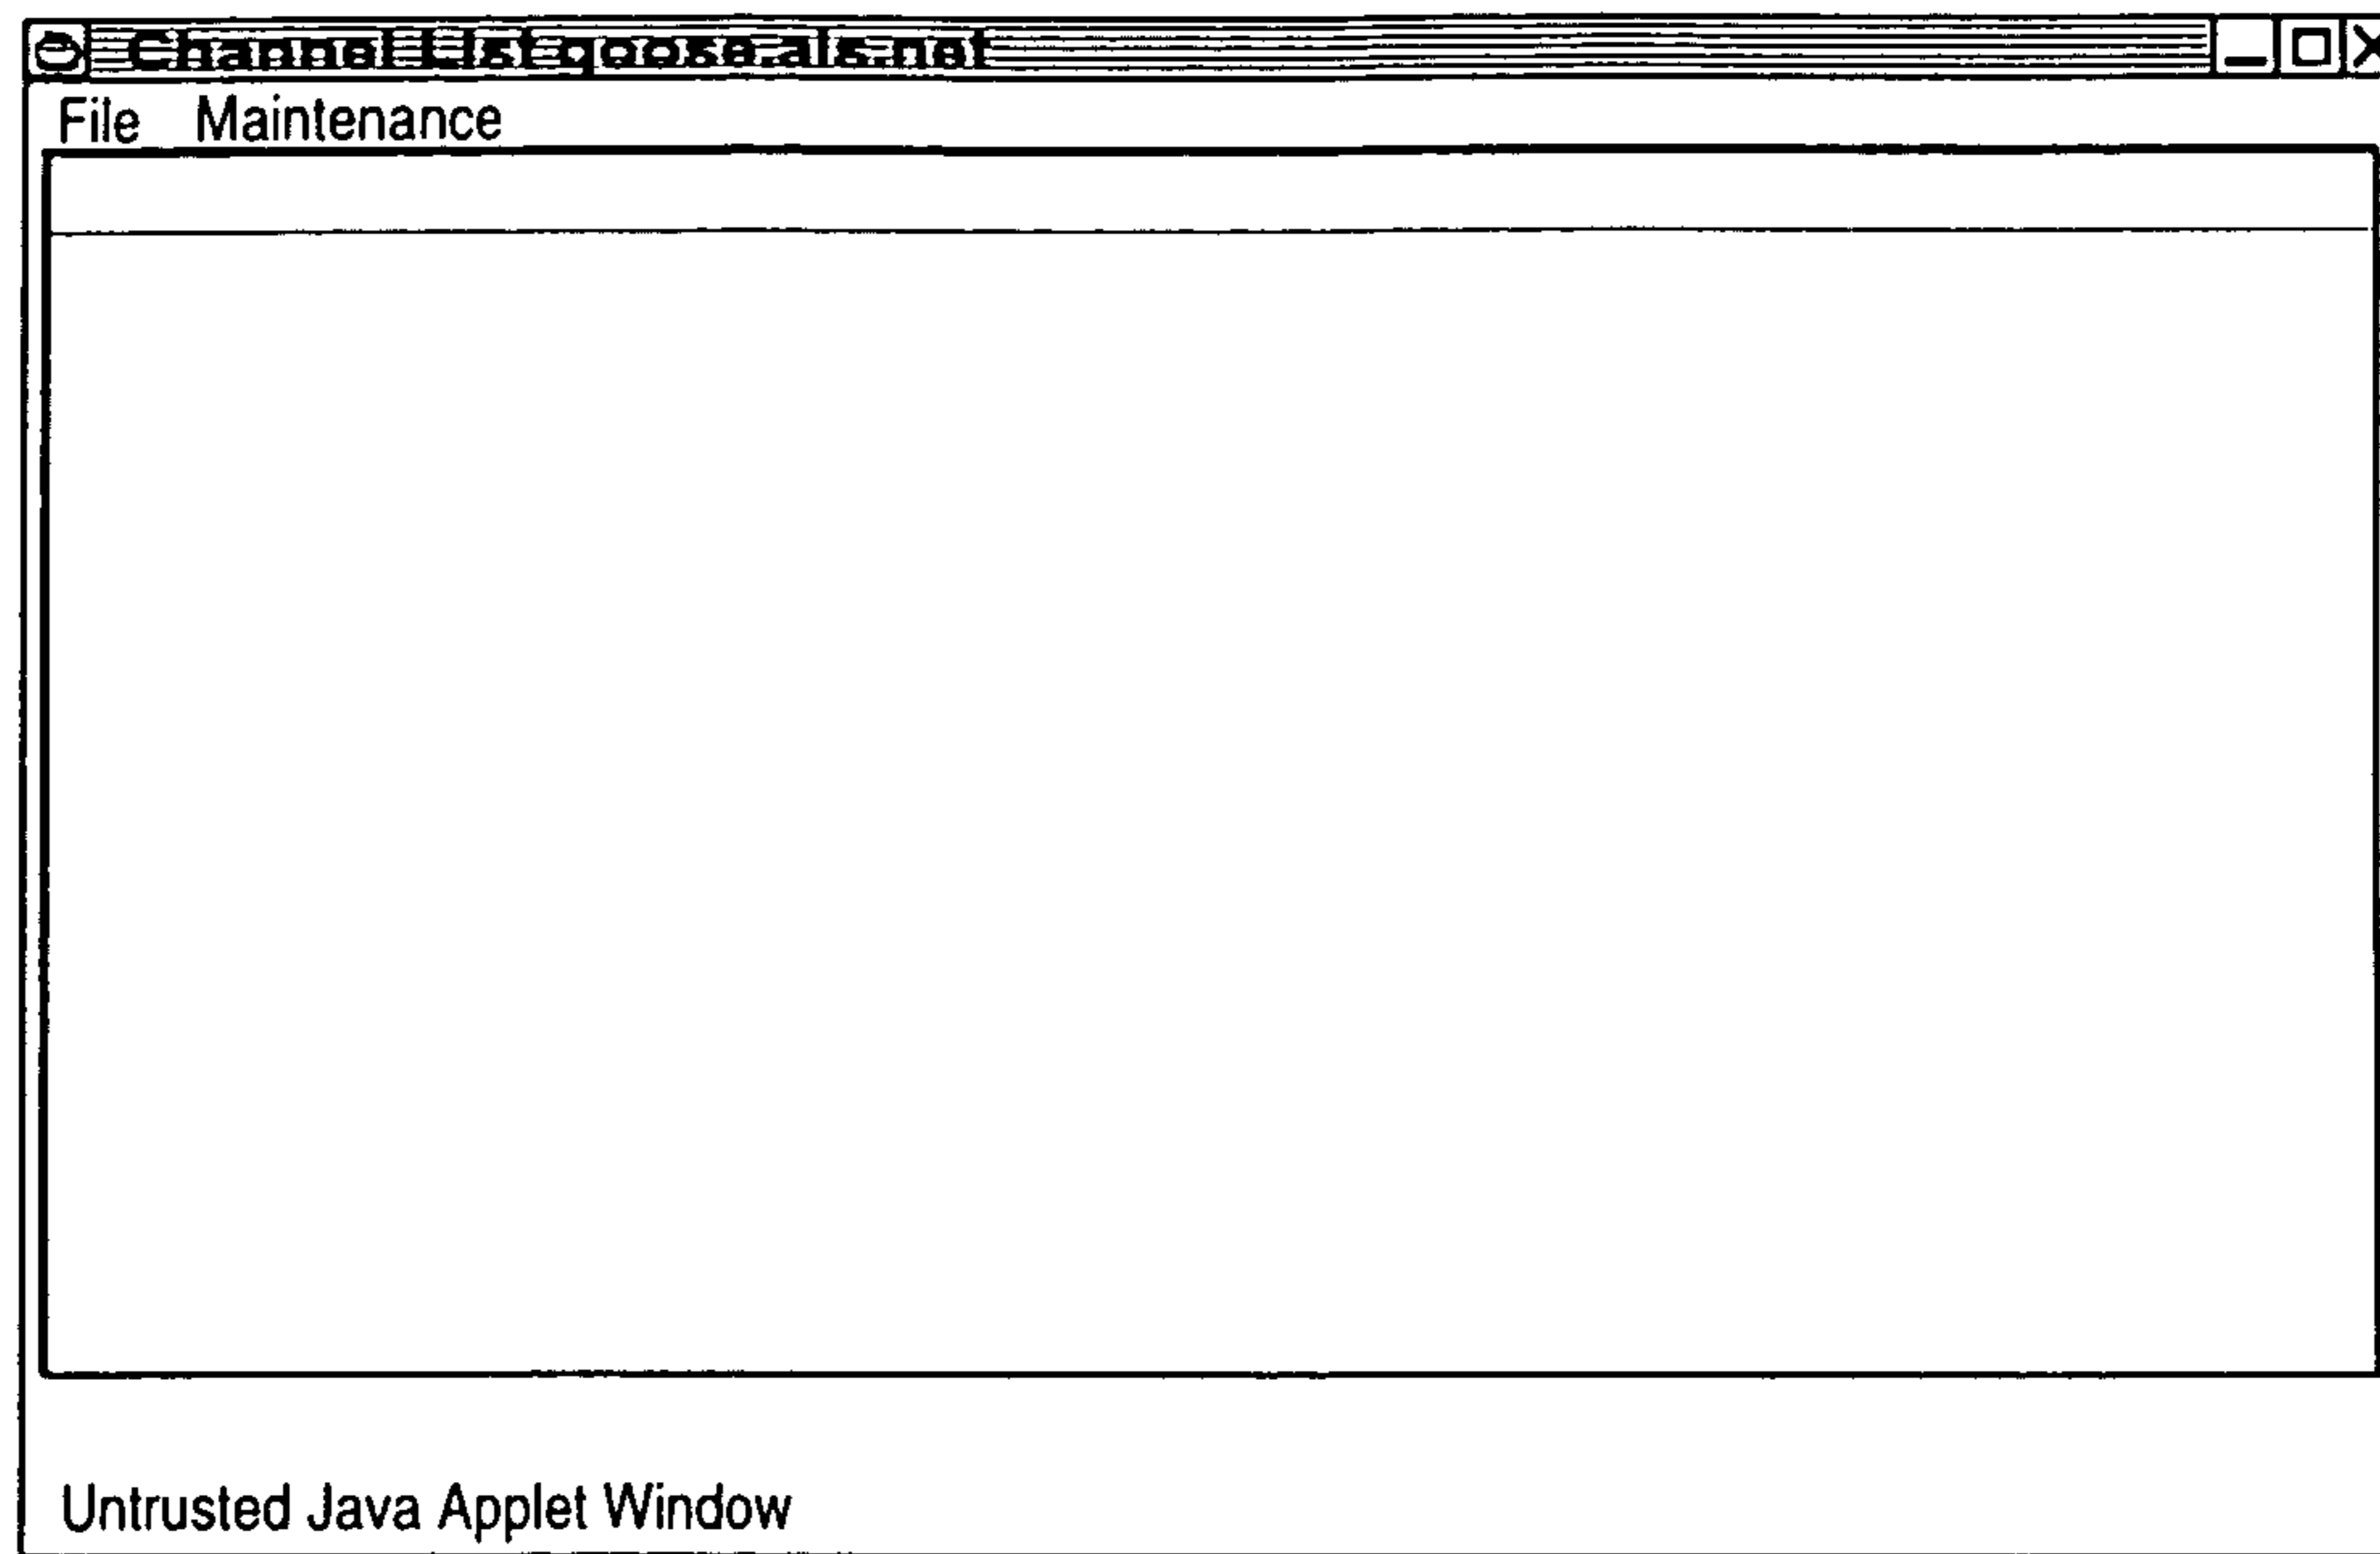 Channel List goose.als.net
File Maintenance
Untrusted Java Applet Window